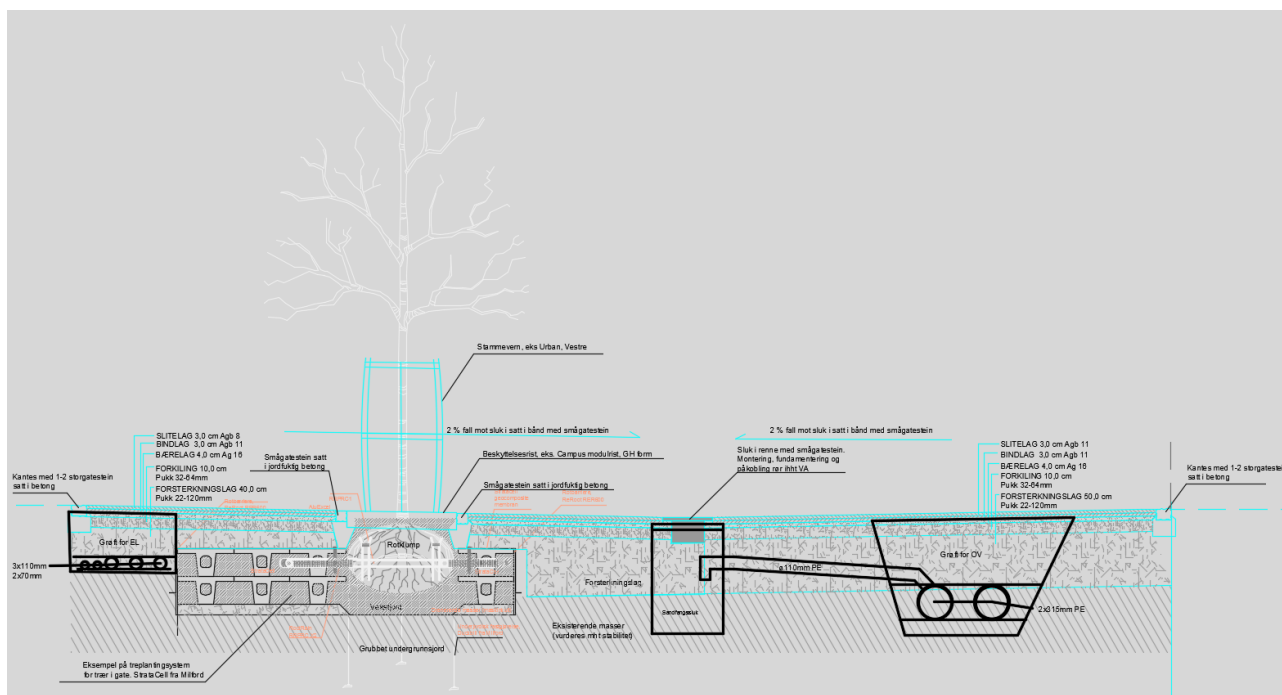 Stammevern, eks Urban, Vestre
2 % fall mot sluk i satt i bånd med smågatestein
2 % fall mot sluk i satt i bånd med smågatestein
SLITELAG 3,0 cm Agb 8
BINDLAG 3,0 cm Agb 11
BÆRELAG 4,0 cm Ag 16
FORKILING 10,0 cm
Pukk 32-64mm
FORSTERKNINGSLAG 40,0 cm
Pukk 22-120mm
Kantes med 1-2 storgatestein
satt i betong
Smågatestein satt
i jordfuktig betong
Beskyttelsesrist, eks. Campus modulrist, GH form
Smågatestein satt i jordfuktig betong
Sluk i renne med smågatestein.
Montering, fundamentering og
påkobling rør ihht VA
SLITELAG 3,0 cm Agb 11
BINDLAG 3,0 cm Agb 11
BÆRELAG 4,0 cm Ag 16
FORKILING 10,0 cm
Pukk 32-64mm
FORSTERKNINGSLAG 50,0 cm
Pukk 22-120mm
Kantes med 1-2 storgatestein
satt i betong
Grøft for EL
Rotklump
Grøft for OV
3x110mm
2x70mm
ø110mm PE
Forsterkningslag
Vekstjord
2x315mm PE
Eksisterende masser
(vurderes mht stabilitet)
Grubbet undergrunnsjord
Eksempel på treplantingsystem
for trær i gate. StrataCell fra Milford